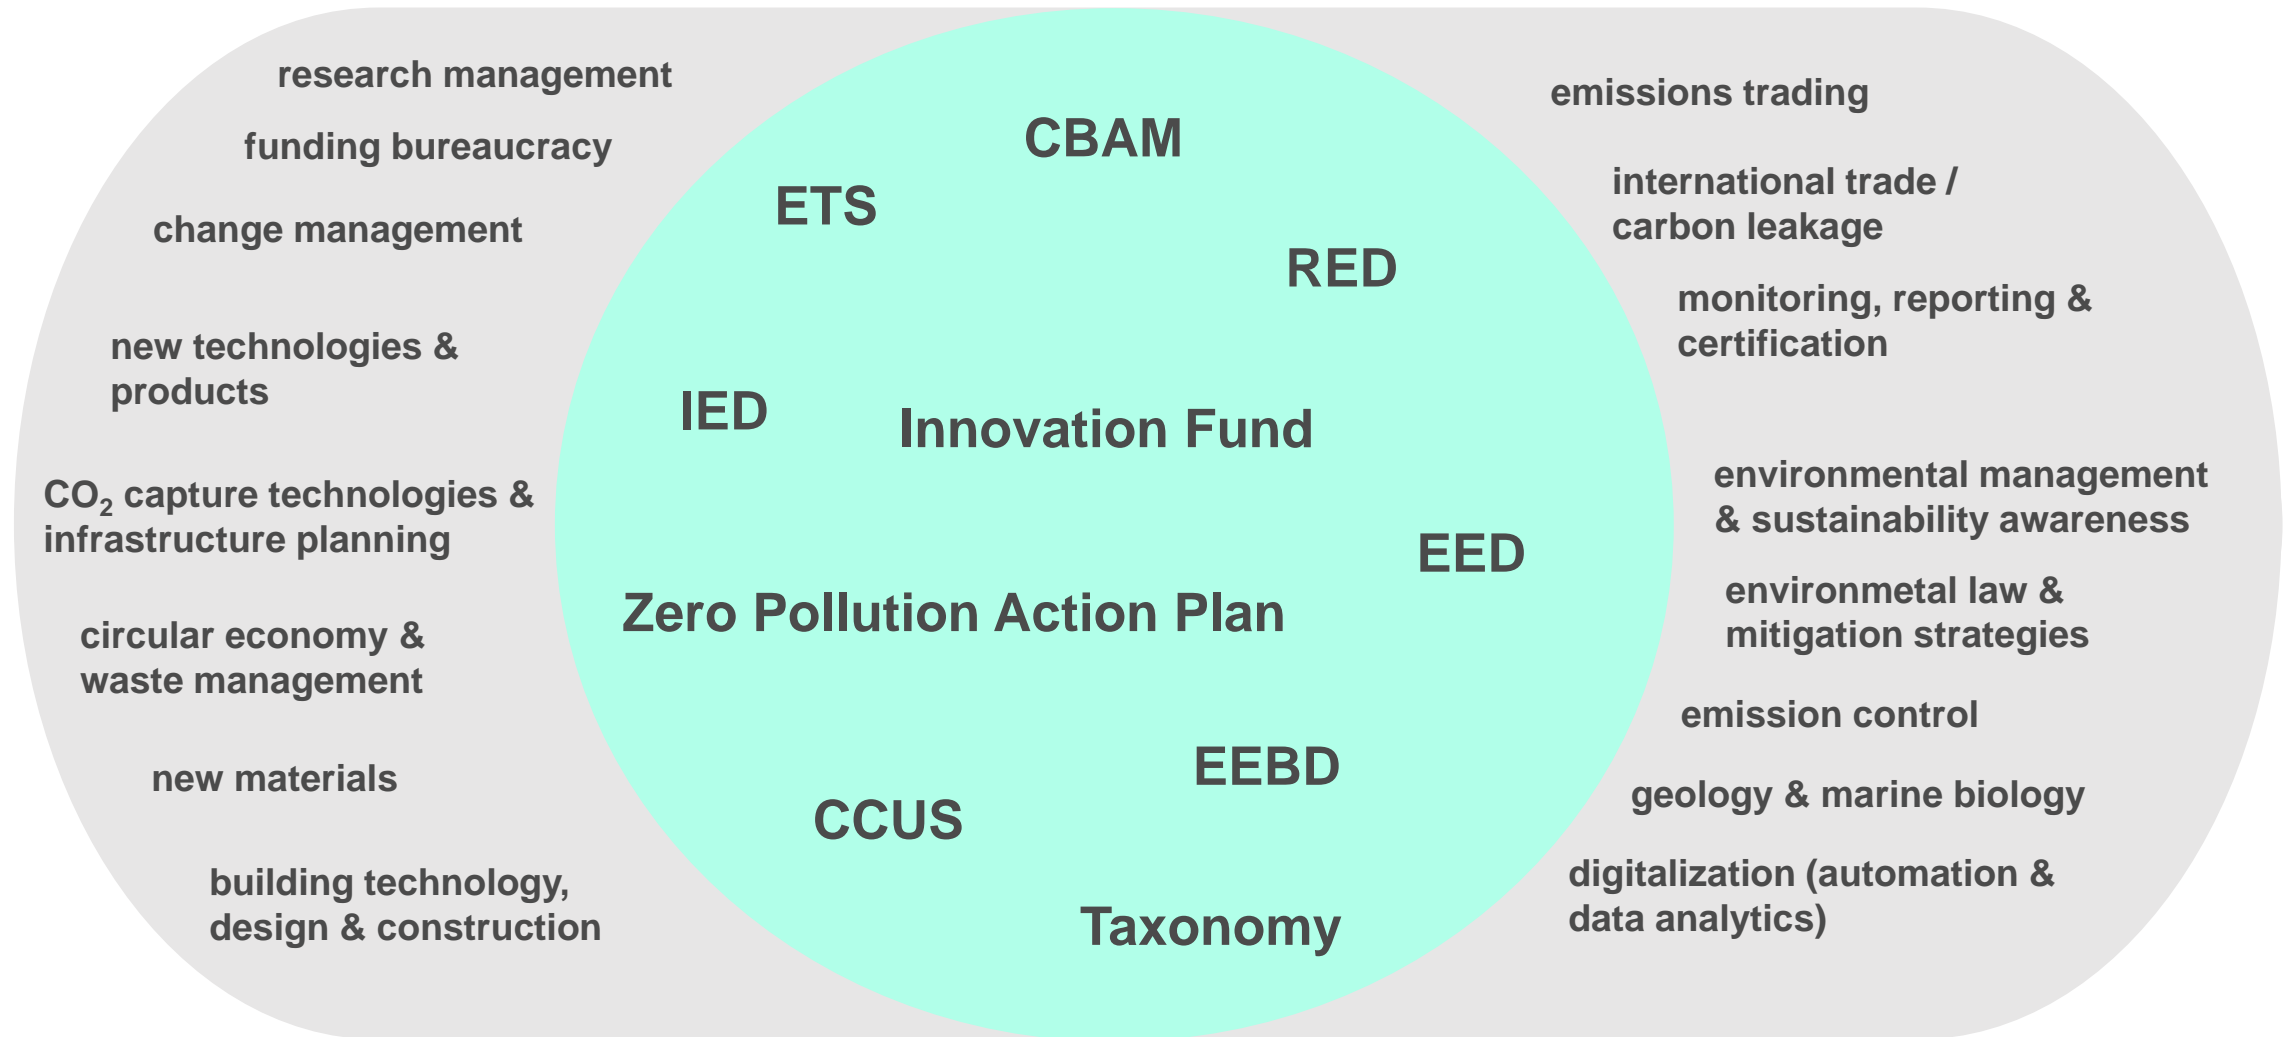 research management
funding bureaucracy
change management
new technologies &
products
CO₂ capture technologies &
infrastructure planning
circular economy &
waste management
new materials
building technology,
design & construction
CBAM
ETS
RED
IED
Innovation Fund
EED
Zero Pollution Action Plan
EEBD
CCUS
Taxonomy
emissions trading
international trade /
carbon leakage
monitoring, reporting &
certification
environmental management
& sustainability awareness
environmetal law &
mitigation strategies
emission control
geology & marine biology
digitalization (automation &
data analytics)